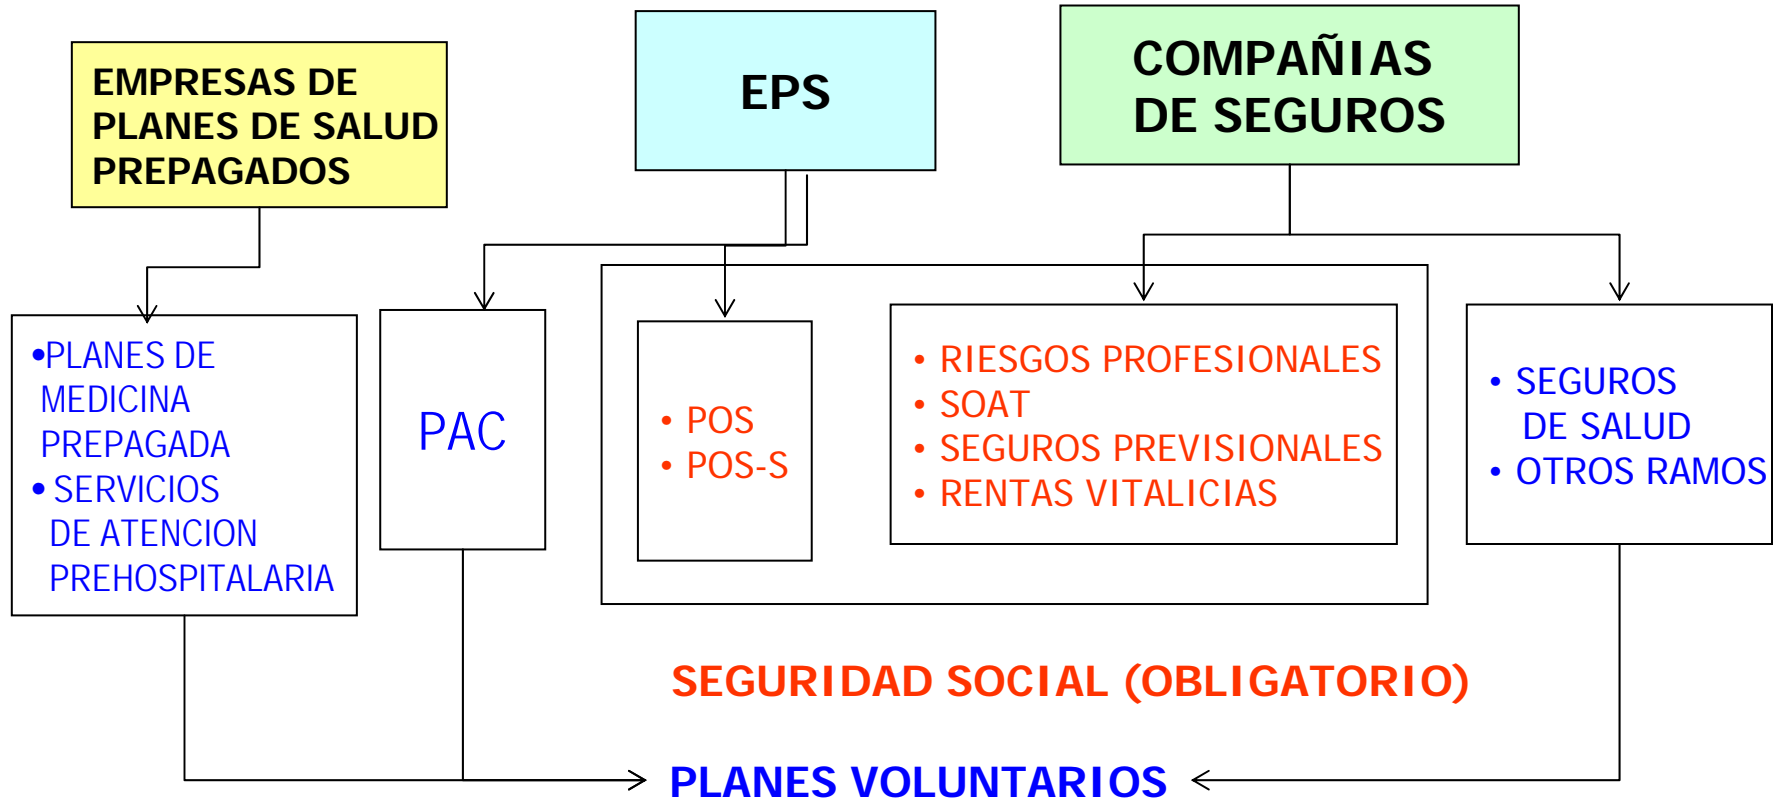 EMPRESAS DE
PLANES DE SALUD
PREPAGADOS
EPS
COMPAÑIAS
DE SEGUROS
•PLANES DE
MEDICINA
PREPAGADA
• SERVICIOS
DE ATENCION
PREHOSPITALARIA
PAC
• POS
• POS-S
• RIESGOS PROFESIONALES
• SOAT
• SEGUROS PREVISIONALES
• RENTAS VITALICIAS
• SEGUROS
DE SALUD
• OTROS RAMOS
SEGURIDAD SOCIAL (OBLIGATORIO)
PLANES VOLUNTARIOS